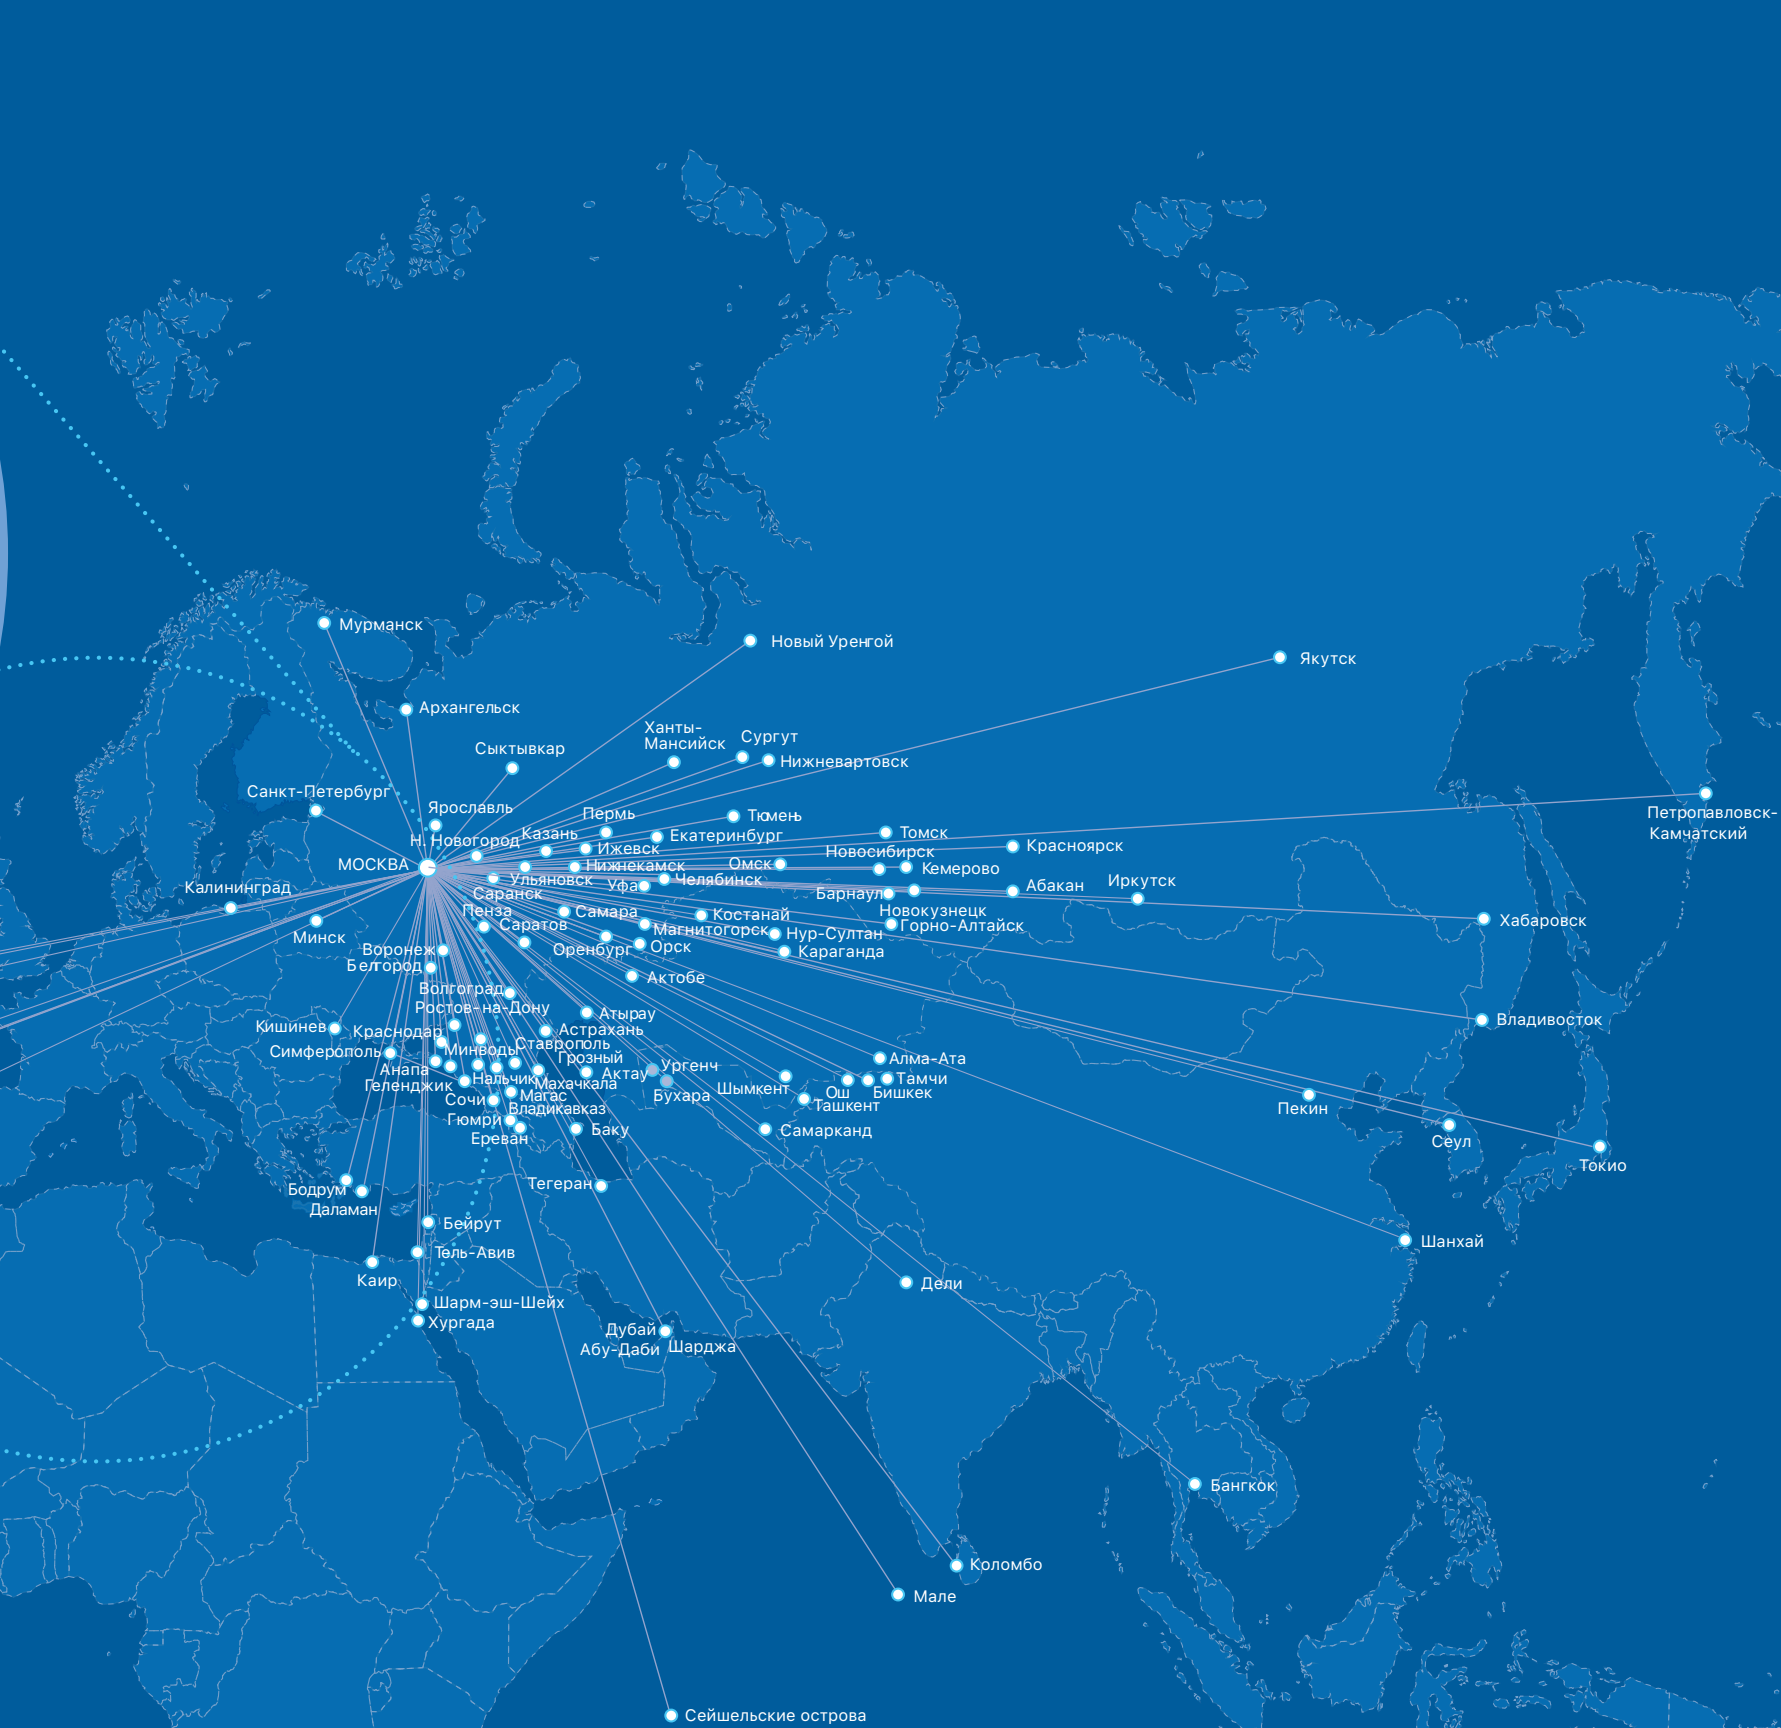 Мурманск
Новый Уренгой
Якутск
Архангельск
Ханты-
Мансийск
Сургут
Сыктывкар
Нижневартовск
Санкт-Петербург
Ярославль
Пермь
Тюмень
Петропавловск-
Камчатский
Н. Новогород
Казань
Екатеринбург
Томск
Ижевск
Новосибирск
Красноярск
МОСКВА
Нижнекамск
Омск
Кемерово
Ульяновск
Уфа
Челябинск
Иркутск
Калининград
Саранск
Барнаул
Абакан
Пенза
Самара
Костанай
Новокузнецк
Хабаровск
Саратов
Магнитогорск
Нур-Султан
Горно-Алтайск
Минск
Воронеж
Оренбург
Орск
Караганда
Белгород
Актобе
Волгоград
Ростов-на-Дону
Атырау
Владивосток
Кишинев
Краснодар
Астрахань
Симферополь
Минводы
Ставрополь
Грозный
Алма-Ата
Анапа
Актау
Ургенч
Геленджик
Нальчик
Махачкала
Шымкент
Тамчи
Сочи
Магас
Бухара
Ош
Бишкек
Владикавказ
Ташкент
Пекин
Гюмри
Ереван
Баку
Самарканд
Сеул
Токио
Бодрум
Тегеран
Даламан
Бейрут
Шанхай
Тель-Авив
Каир
Дели
Шарм-эш-Шейх
Хургада
Дубай
Абу-Даби
Шарджа
Бангкок
Коломбо
Мале
Сейшельские острова